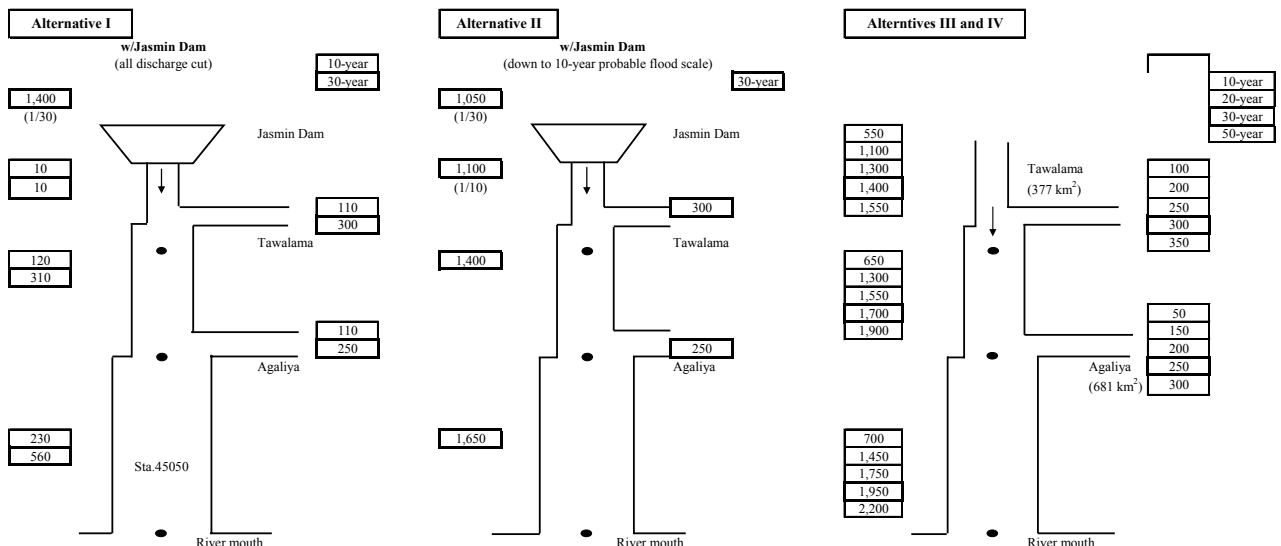 Alternative I
w/Jasmin Dam
(all discharge cut)
10-year
30-year
1,400
(1/30)
Jasmin Dam
10
10
110
300
Tawalama
120
310
110
250
Agaliya
230
560
Sta.45050
River mouth
Alternative II
w/Jasmin Dam
(down to 10-year probable flood scale)
30-year
1,050
(1/30)
Jasmin Dam
1,100
(1/10)
300
Tawalama
1,400
250
Agaliya
1,650
River mouth
Alterntives III and IV
10-year
20-year
30-year
50-year
550
1,100
1,300
1,400
1,550
Tawalama
(377 km²)
100
200
250
300
350
650
1,300
1,550
1,700
1,900
50
150
200
250
300
Agaliya
(681 km²)
700
1,450
1,750
1,950
2,200
River mouth